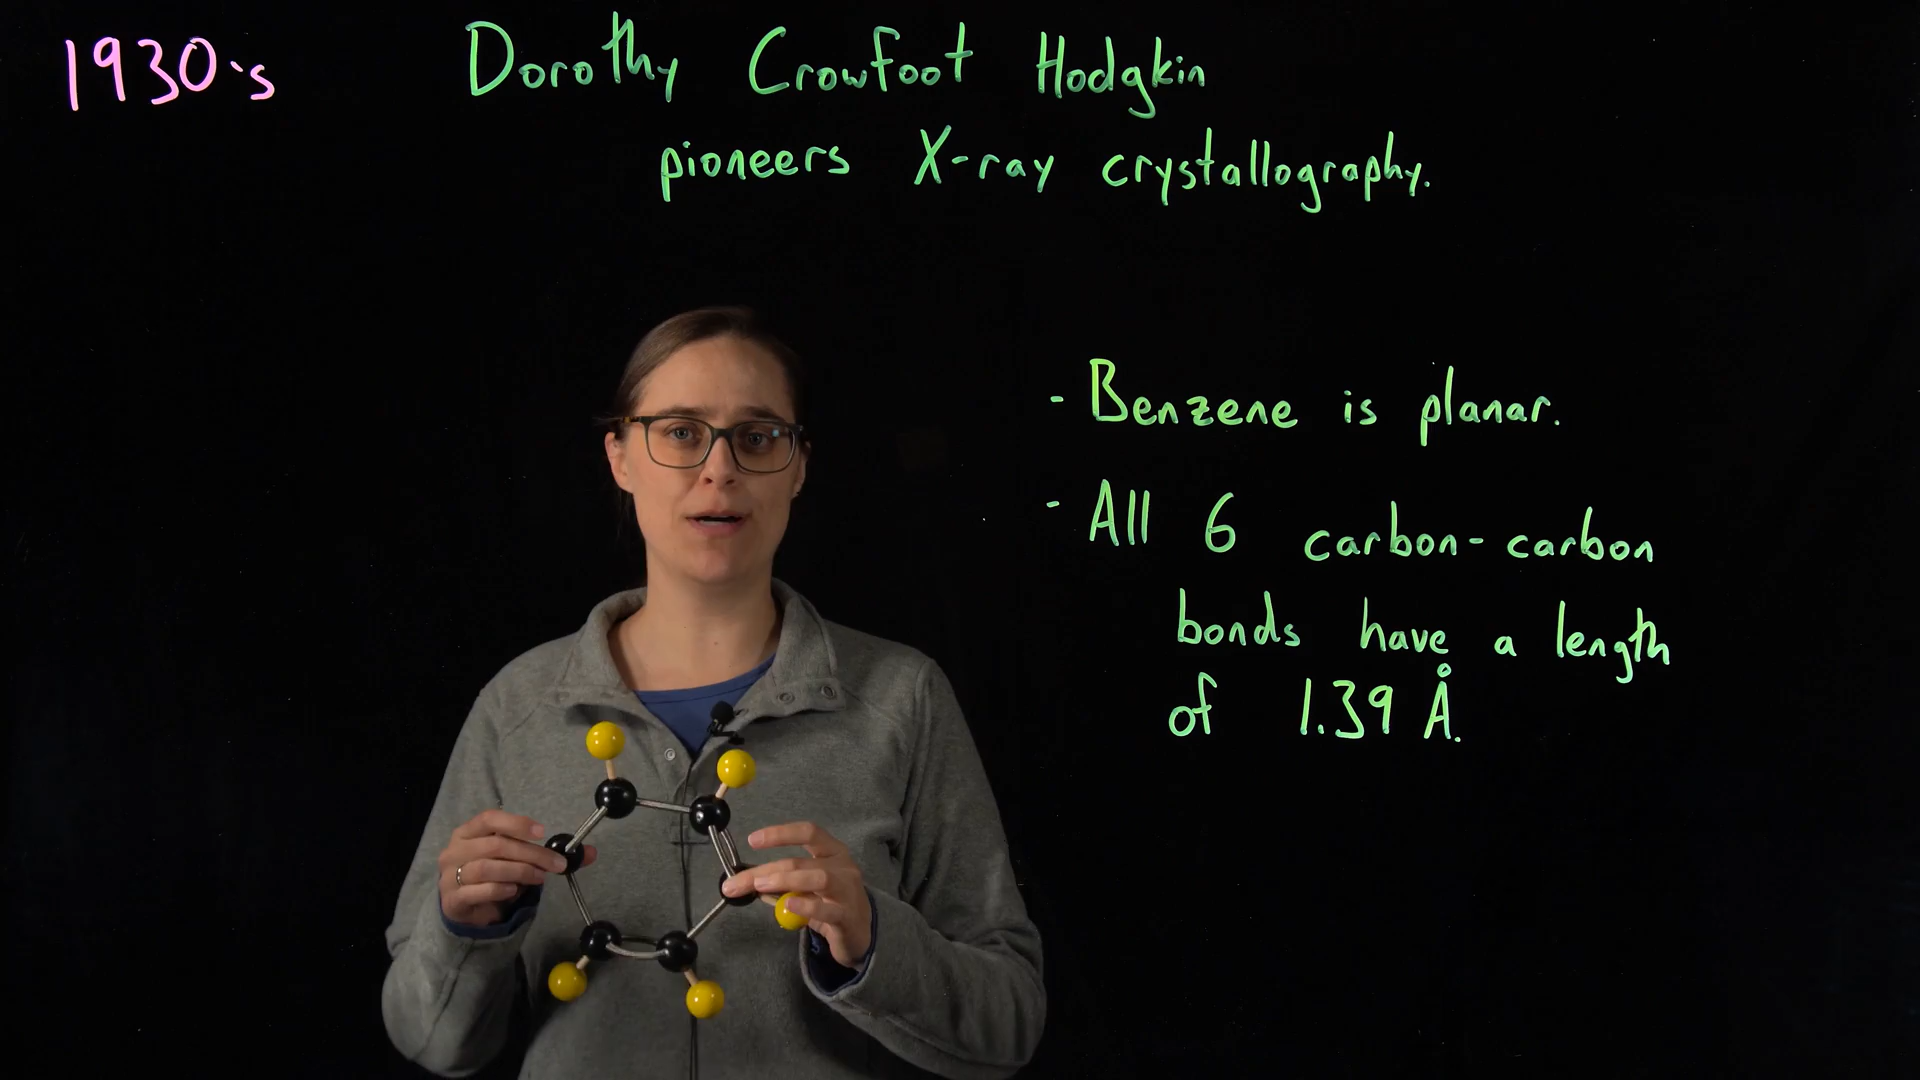 1930's
Dorothy Crowfoot Hodgkin
pioneers X-ray crystallography.
- Benzene is planar.
- All 6 carbon-carbon
bonds have a length
of 1.39 Å.